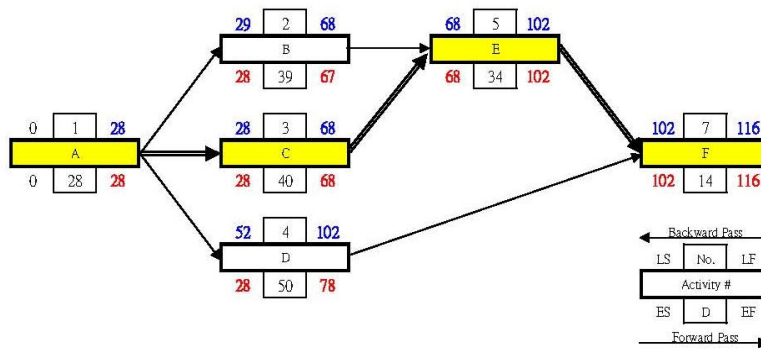 29 2 68
B
28 39 67
68 5 102
E
68 34 102
0 1 28
A
0 28 28
28 3 68
C
28 40 68
102 7 116
F
102 14 116
52 4 102
D
28 50 78
Backward Pass
LS No. LF
Activity #
ES D EF
Forward Pass